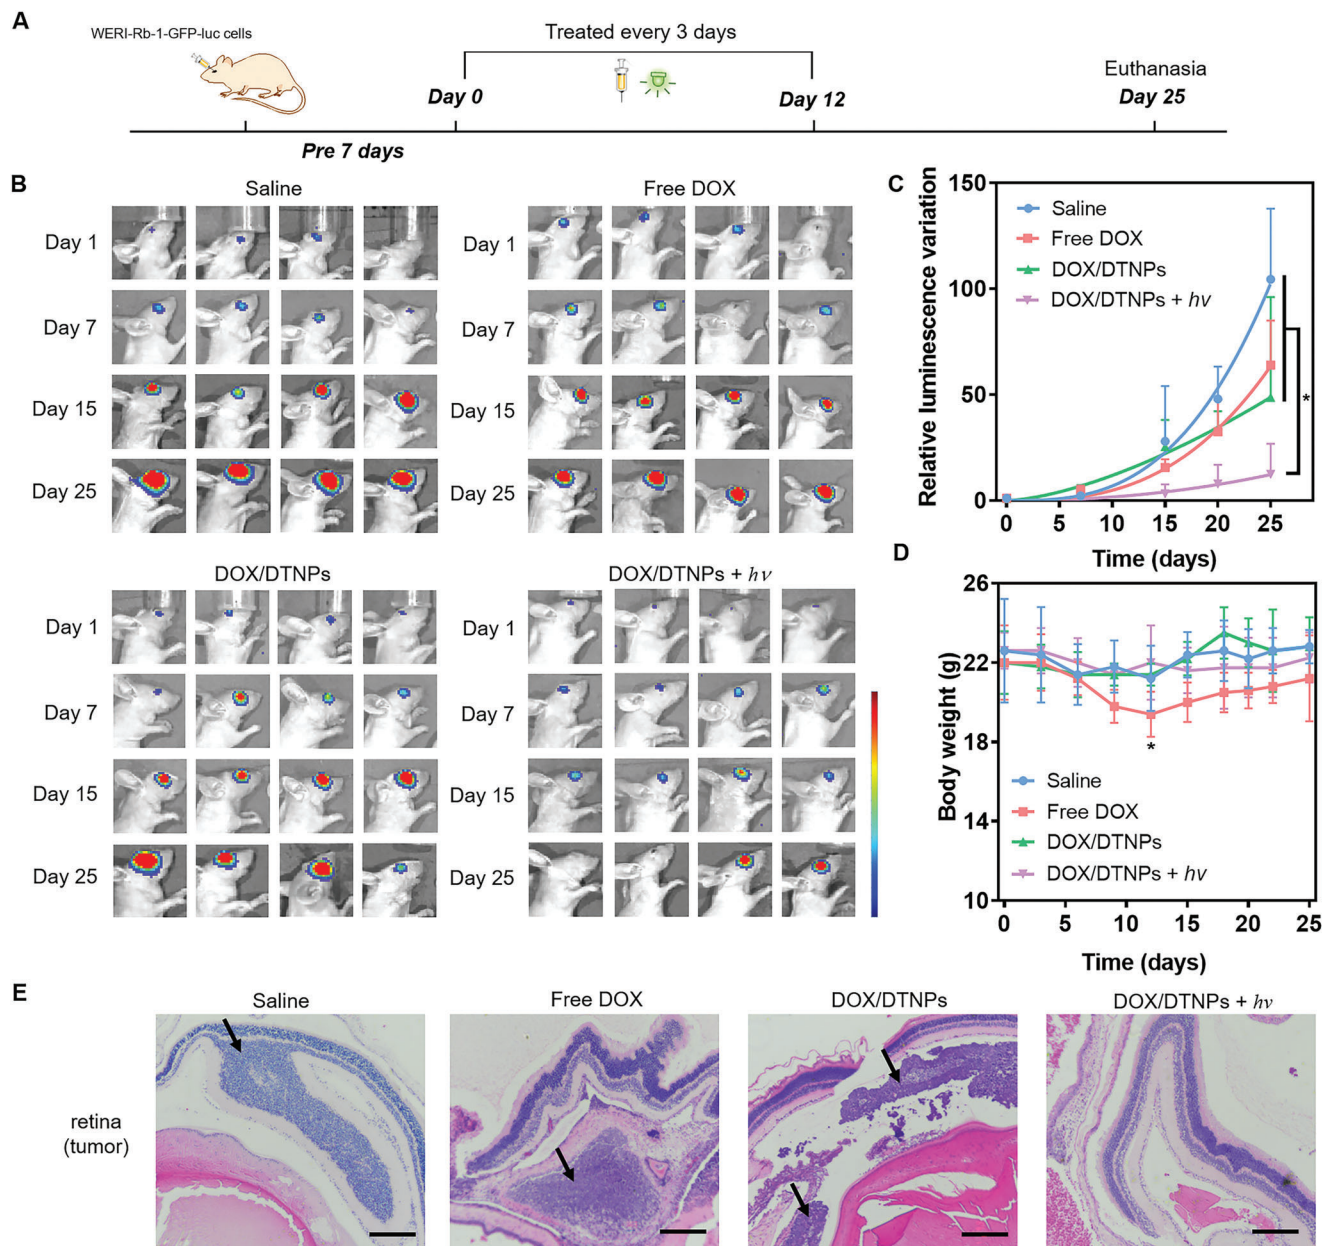 A
WERI-Rb-1-GFP-luc cells
Treated every 3 days
Day 0
Day 12
Euthanasia
Day 25
Pre 7 days
B
Saline
Free DOX
Day 1
Day 7
Day 15
Day 25
Day 1
Day 7
Day 15
Day 25
DOX/DTNPs
DOX/DTNPs + hν
Day 1
Day 7
Day 15
Day 25
Day 1
Day 7
Day 15
Day 25
C
Relative luminescence variation
150
100
50
0
Saline
Free DOX
DOX/DTNPs
DOX/DTNPs + hν
*
0 5 10 15 20 25
Time (days)
D
Body weight (g)
26
22
18
14
10
*
Saline
Free DOX
DOX/DTNPs
DOX/DTNPs + hν
0 5 10 15 20 25
Time (days)
E
Saline
Free DOX
DOX/DTNPs
DOX/DTNPs + hν
retina
(tumor)